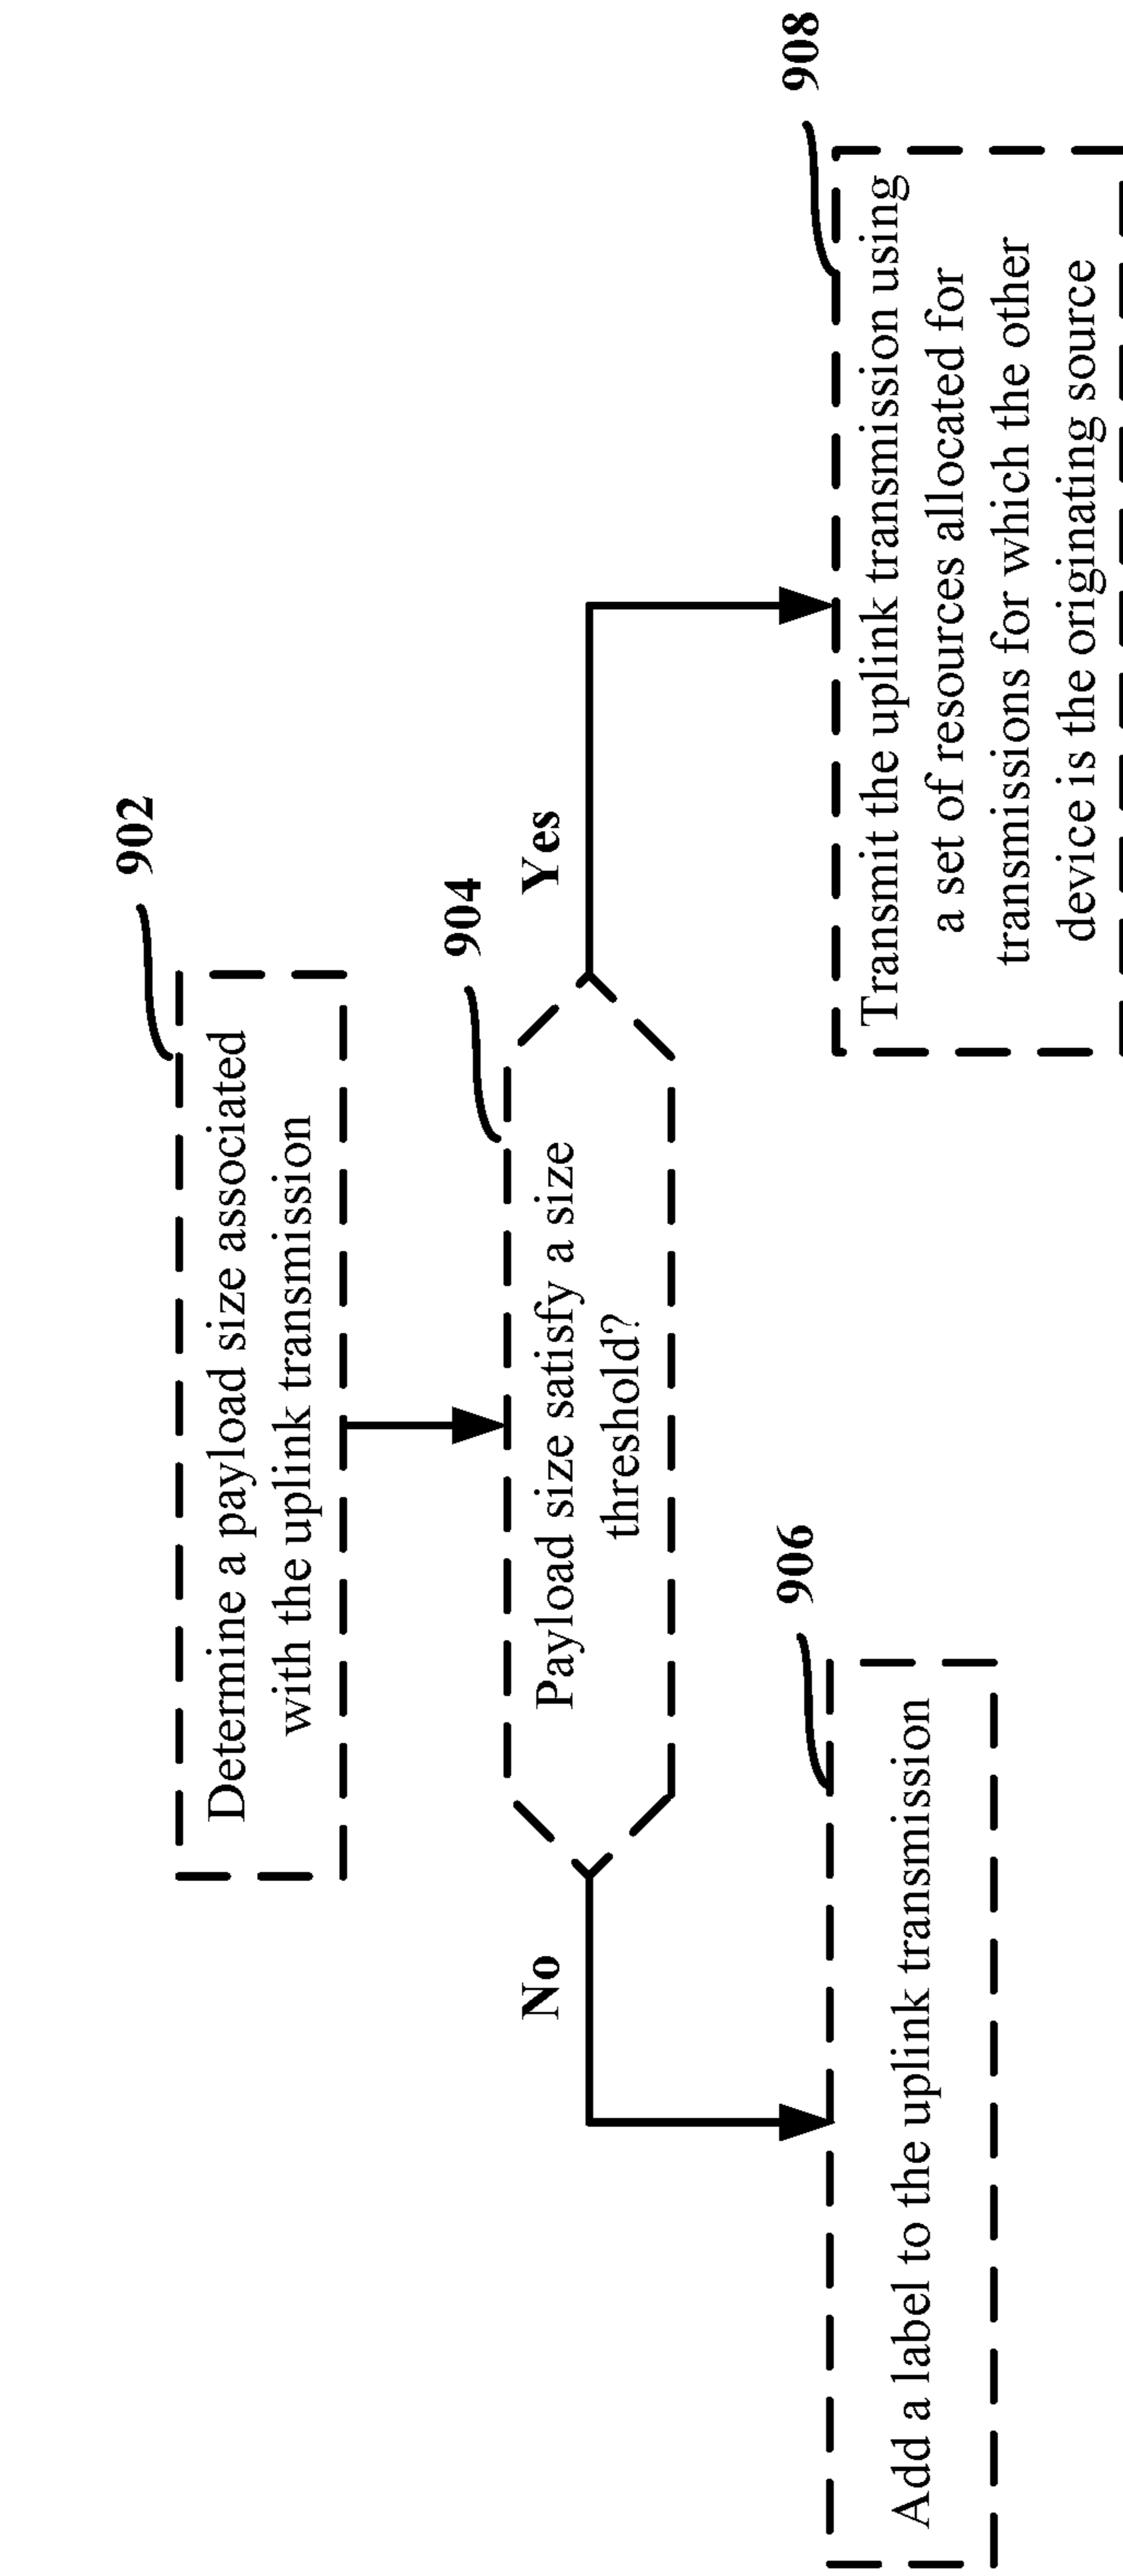 902
Determine a payload size associated
with the uplink transmission
904
Payload size satisfy a size
threshold?
No
Yes
906
Add a label to the uplink transmission
908
Transmit the uplink transmission using
a set of resources allocated for
transmissions for which the other
device is the originating source